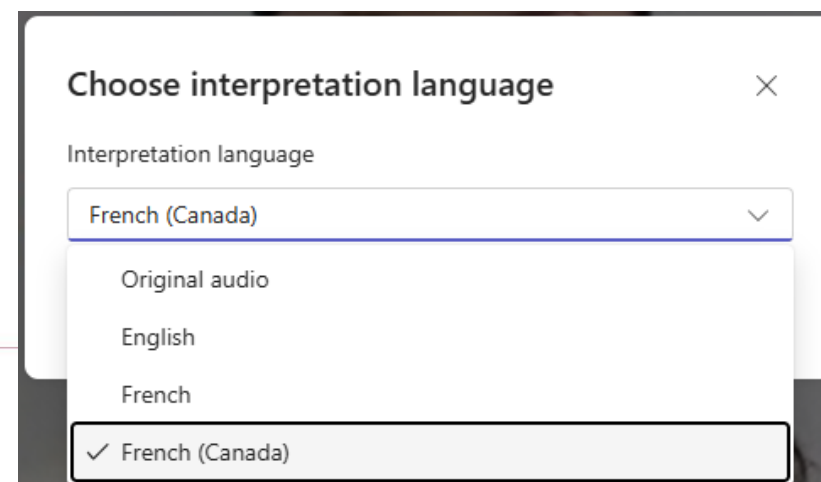 Choose interpretation language
Interpretation language
French (Canada)
Original audio
English
French
French (Canada)